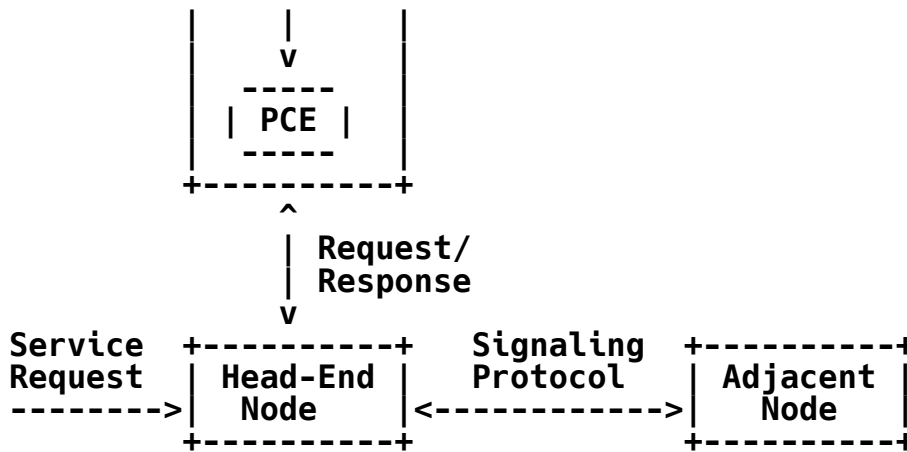 |    |     |
|    v     |
|  -----   |
| | PCE |  |
|  -----   |
+----------+
     ^
     | Request/
     | Response
     v
Service  +----------+   Signaling  +----------+
Request  | Head-End |   Protocol   | Adjacent |
-------->|  Node    |<------------>|   Node   |
+----------+              +----------+